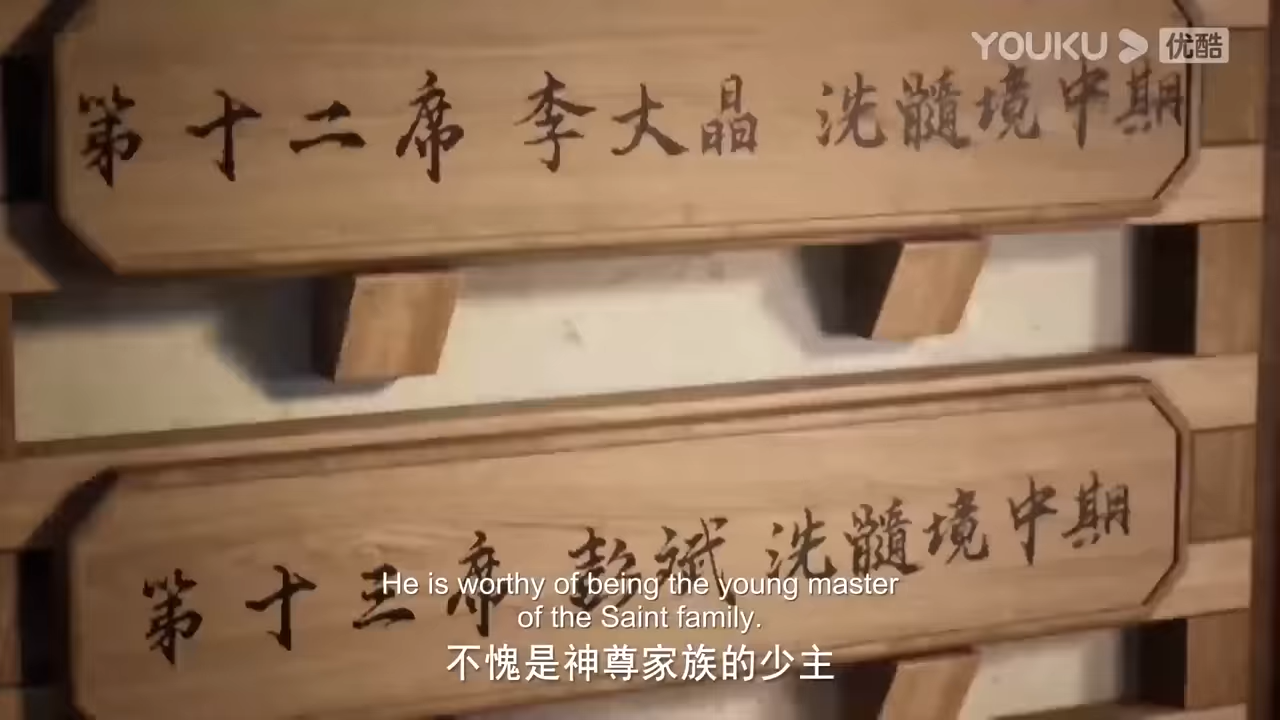 YOUKU 优酷
第十二席 李大晶 洗髓境中期
第十三席 彭斌 洗髓境中期
He is worthy of being the young master
of the Saint family.
不愧是神尊家族的少主